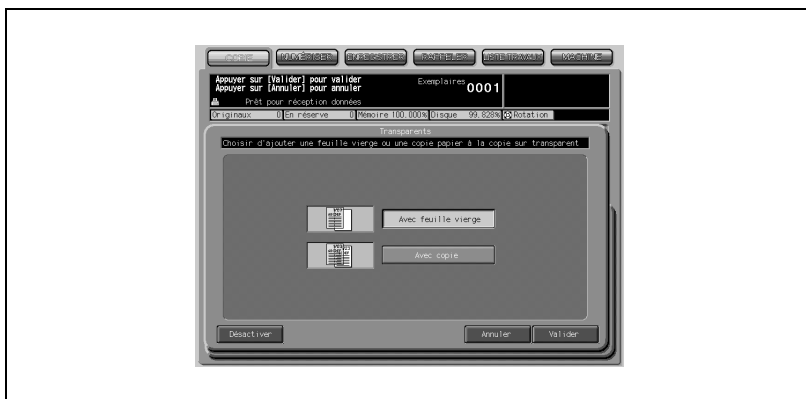 COPIE NUMÉRISER ENREGISTRER RAPPELER LISTE TRAVAUX MACHINE
Appuyer sur [Valider] pour valider
Appuyer sur [Annuler] pour annuler
Exemplaires 0001
Prêt pour réception données
Originaux 0 En réserve 0 Mémoire 100.000% Disque 99.828% Rotation
Transparents
Choisir d'ajouter une feuille vierge ou une copie papier à la copie sur transparent
Avec feuille vierge
Avec copie
Désactiver Annuler Valider